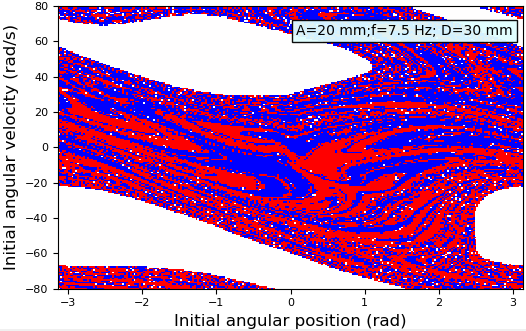 A=20 mm;f=7.5 Hz; D=30 mm
80
60
40
20
0
−20
−40
−60
−80
Initial angular velocity (rad/s)
−3 −2 −1 0 1 2 3
Initial angular position (rad)